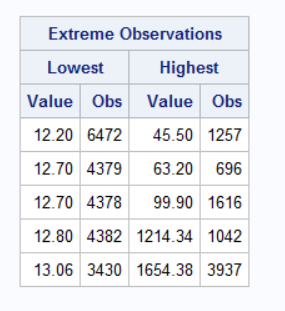 Extreme Observations
Lowest Highest
Value Obs Value Obs
12.20 6472 45.50 1257
12.70 4379 63.20 696
12.70 4378 99.90 1616
12.80 4382 1214.34 1042
13.06 3430 1654.38 3937